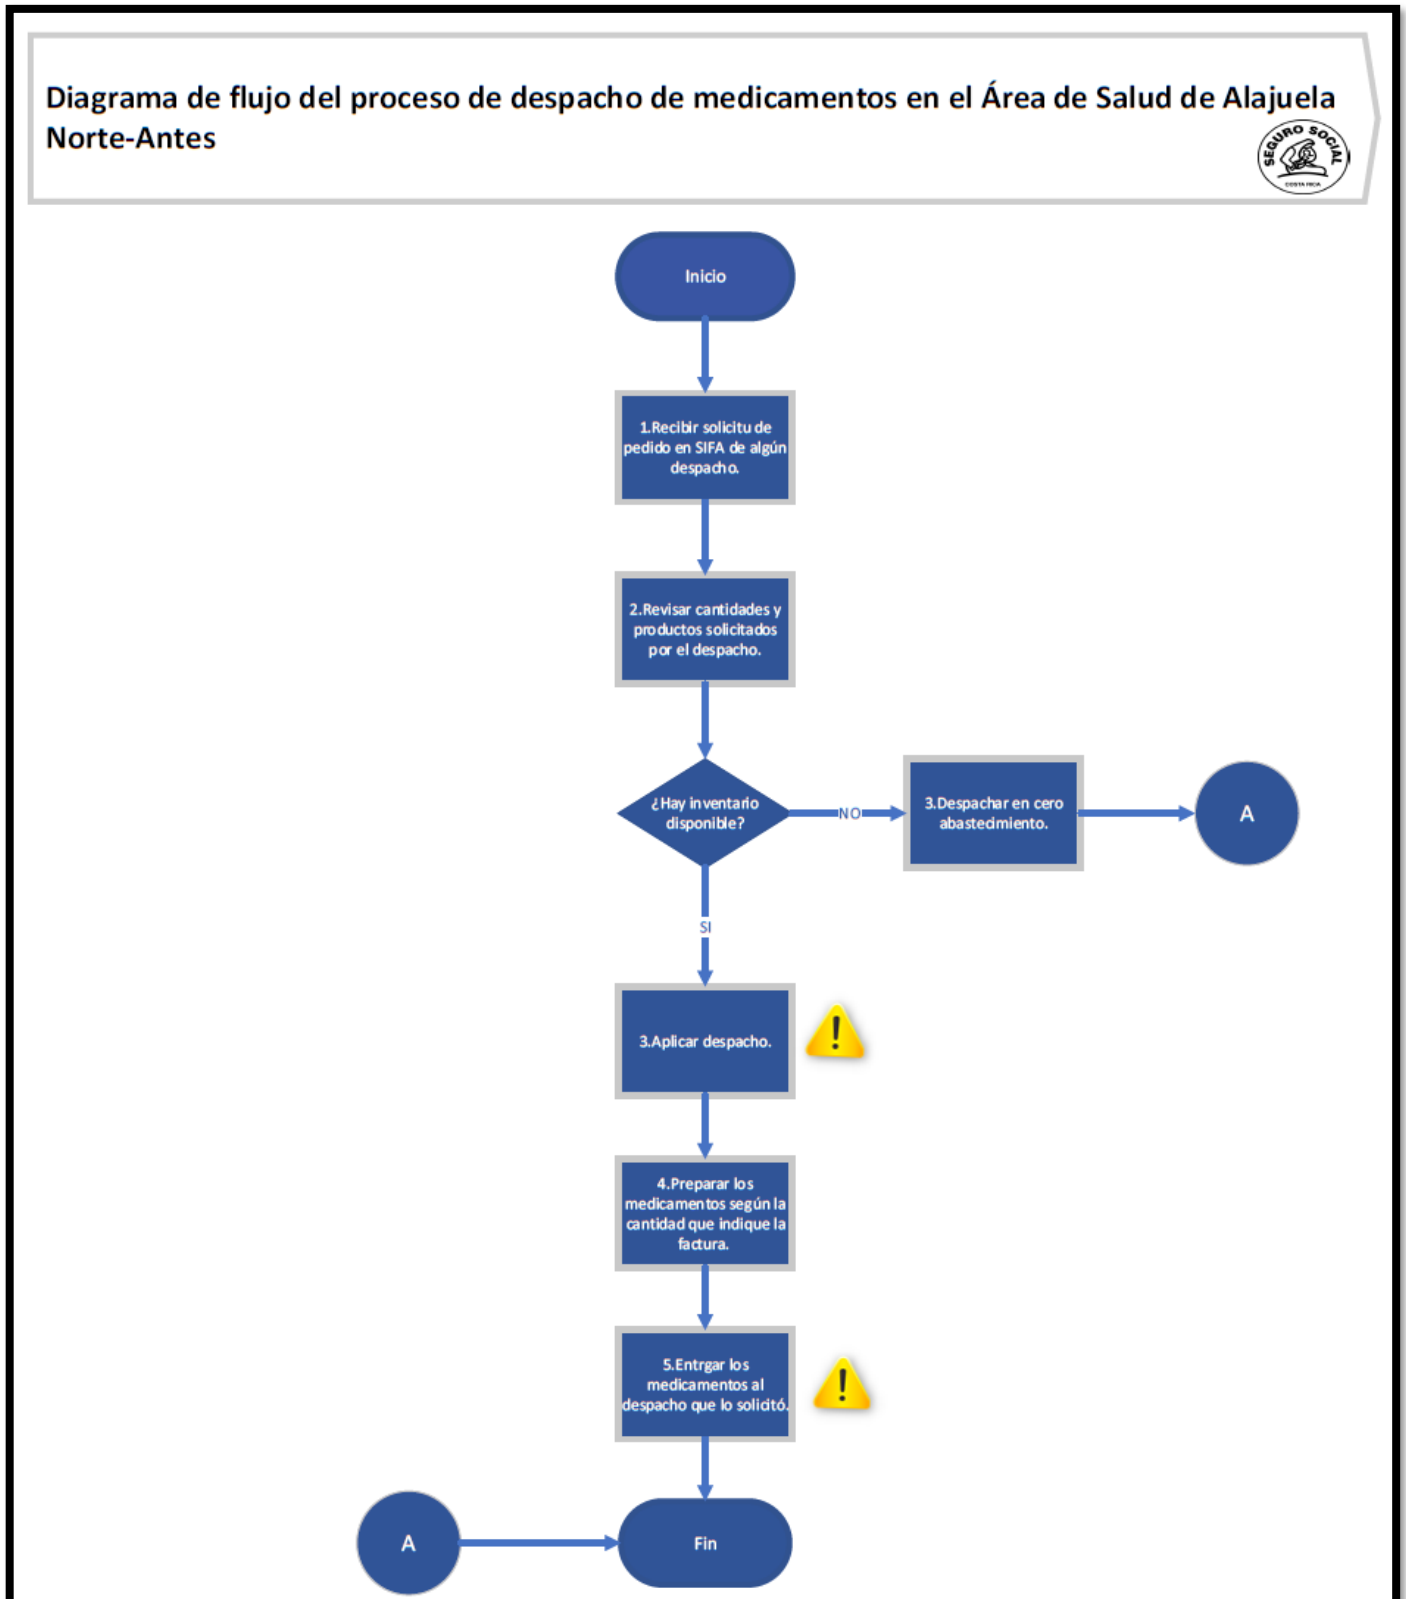 Diagrama de flujo del proceso de despacho de medicamentos en el Área de Salud de Alajuela
Norte-Antes
SEGURO SOCIAL
COSTA RICA
Inicio
1.Recibir solicitu de
pedido en SIFA de algún
despacho.
2.Revisar cantidades y
productos solicitados
por el despacho.
¿Hay inventario
disponible?
NO
3.Despachar en cero
abastecimiento.
A
SI
3.Aplicar despacho.
!
4.Preparar los
medicamentos según la
cantidad que indique la
factura.
5.Entrgar los
medicamentos al
despacho que lo solicitó.
!
A
Fin